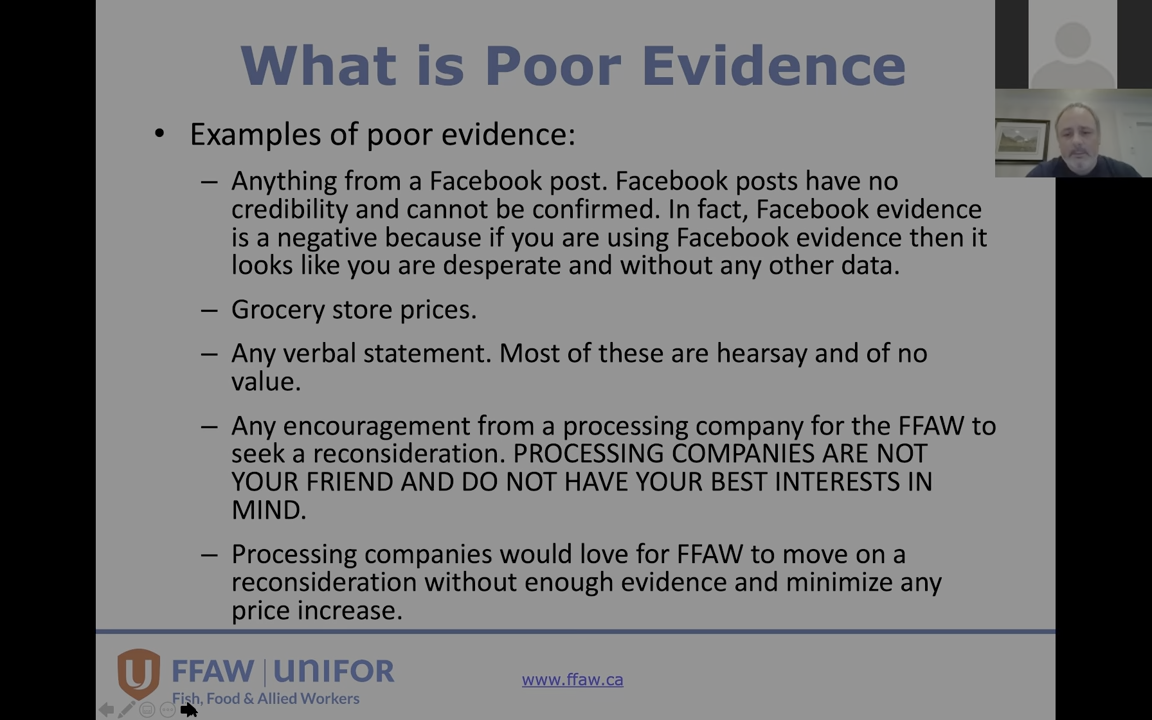 What is Poor Evidence
• Examples of poor evidence:
– Anything from a Facebook post. Facebook posts have no
credibility and cannot be confirmed. In fact, Facebook evidence
is a negative because if you are using Facebook evidence then it
looks like you are desperate and without any other data.
– Grocery store prices.
– Any verbal statement. Most of these are hearsay and of no
value.
– Any encouragement from a processing company for the FFAW to
seek a reconsideration. PROCESSING COMPANIES ARE NOT
YOUR FRIEND AND DO NOT HAVE YOUR BEST INTERESTS IN
MIND.
– Processing companies would love for FFAW to move on a
reconsideration without enough evidence and minimize any
price increase.
FFAW | UNIFOR
Fish, Food & Allied Workers
www.ffaw.ca